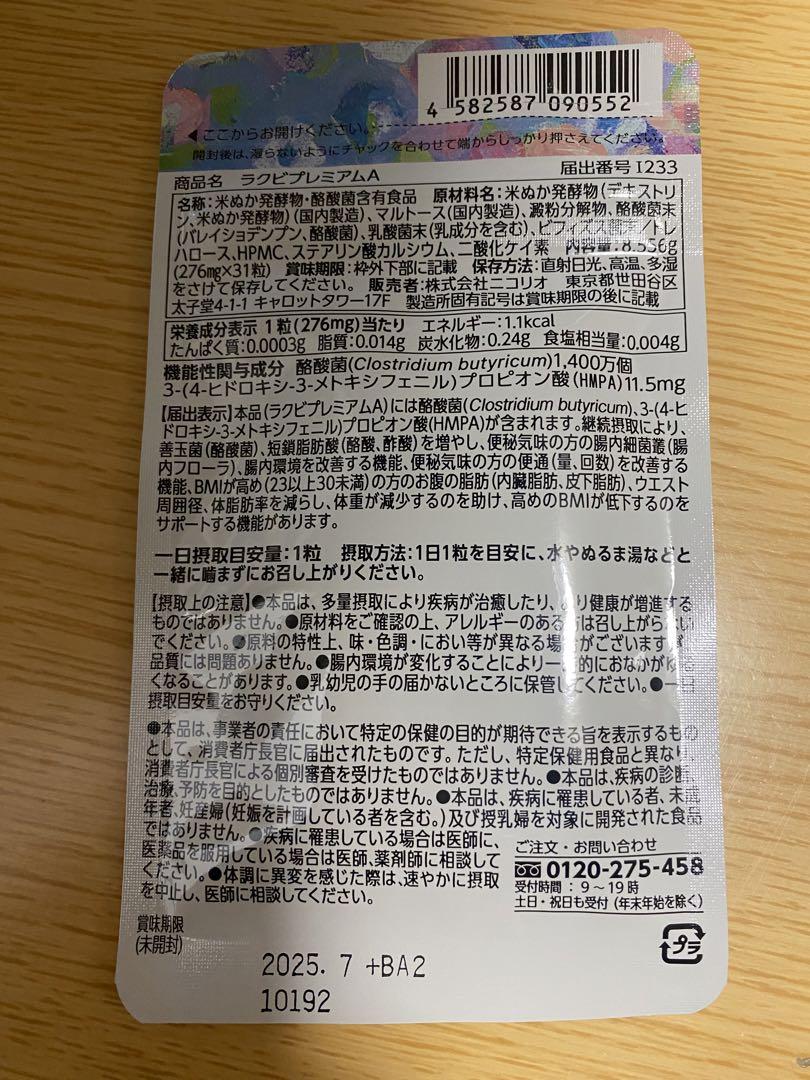 4 582587 090552
◀ここからお開けください。
開封後は、湿らないようにチャックを合わせて端からしっかり押さえてください。
商品名 ラクビプレミアムA 届出番号 I233
名称:米ぬか発酵物・酪酸菌含有食品 原材料名:米ぬか発酵物(デキストリ
ン、米ぬか発酵物)(国内製造)、マルトース(国内製造)、澱粉分解物、酪酸菌末
(バレイショデンプン、酪酸菌)、乳酸菌末(乳成分を含む)、ビフィズス菌末/トレ
ハロース、HPMC、ステアリン酸カルシウム、二酸化ケイ素 内容量:8.556g
(276mg×31粒) 賞味期限:枠外下部に記載 保存方法:直射日光、高温、多湿
をさけて保存してください。 販売者:株式会社ニコリオ 東京都世田谷区
太子堂4-1-1 キャロットタワー17F 製造所固有記号は賞味期限の後に記載
栄養成分表示 1粒(276mg)当たり エネルギー:1.1kcal
たんぱく質:0.0003g 脂質:0.014g 炭水化物:0.24g 食塩相当量:0.004g
機能性関与成分 酪酸菌(Clostridium butyricum)1,400万個
3-(4-ヒドロキシ-3-メトキシフェニル)プロピオン酸(HMPA)11.5mg
【届出表示】本品(ラクビプレミアムA)には酪酸菌(Clostridium butyricum)、3-(4-ヒ
ドロキシ-3-メトキシフェニル)プロピオン酸(HMPA)が含まれます。継続摂取により、
善玉菌(酪酸菌)、短鎖脂肪酸(酪酸、酢酸)を増やし、便秘気味の方の腸内細菌叢(腸
内フローラ)、腸内環境を改善する機能、便秘気味の方の便通(量、回数)を改善する
機能、BMIが高め(23以上30未満)の方のお腹の脂肪(内臓脂肪、皮下脂肪)、ウエスト
周囲径、体脂肪率を減らし、体重が減少するのを助け、高めのBMIが低下するのを
サポートする機能があります。
一日摂取目安量:1粒 摂取方法:1日1粒を目安に、水やぬるま湯などと
一緒に噛まずにお召し上がりください。
【摂取上の注意】●本品は、多量摂取により疾病が治癒したり、より健康が増進する
ものではありません。●原材料をご確認の上、アレルギーのある方は召し上がらない
でください。●原料の特性上、味・色調・におい等が異なる場合がございますが、
品質には問題ありません。●腸内環境が変化することにより一時的におなかがゆる
くなることがあります。●乳幼児の手の届かないところに保管してください。●一日
摂取目安量をお守りください。
●本品は、事業者の責任において特定の保健の目的が期待できる旨を表示するもの
として、消費者庁長官に届出されたものです。ただし、特定保健用食品と異なり、
消費者庁長官による個別審査を受けたものではありません。●本品は、疾病の診断、
治療、予防を目的としたものではありません。●本品は、疾病に罹患している者、未成
年者、妊産婦(妊娠を計画している者を含む。)及び授乳婦を対象に開発された食品
ではありません。●疾病に罹患している場合は医師に、
医薬品を服用している場合は医師、薬剤師に相談して
ください。●体調に異変を感じた際は、速やかに摂取
を中止し、医師に相談してください。
ご注文・お問い合わせ
0120-275-458
受付時間:9～19時
土日・祝日も受付(年末年始を除く)
賞味期限
(未開封)
2025. 7 +BA2
10192
プラ